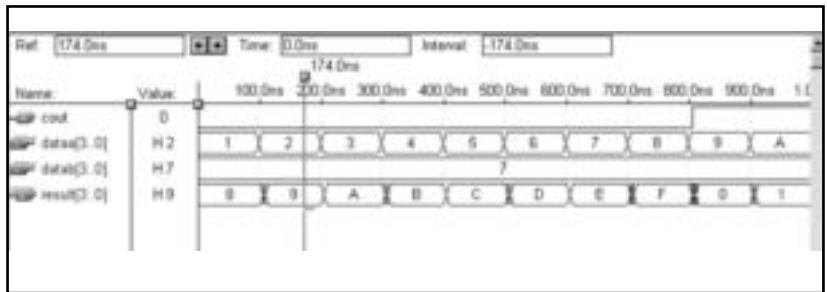 Ref: 174.0ns Time: 0.0ns Interval: -174.0ns
174.0ns
Name: Value: 100.0ns 200.0ns 300.0ns 400.0ns 500.0ns 600.0ns 700.0ns 800.0ns 900.0ns 1.0
cout 0
dataa[3..0] H 2 1 2 3 4 5 6 7 8 9 A
datab[3..0] H 7 7
result[3..0] H 9 8 9 A B C D E F 0 1